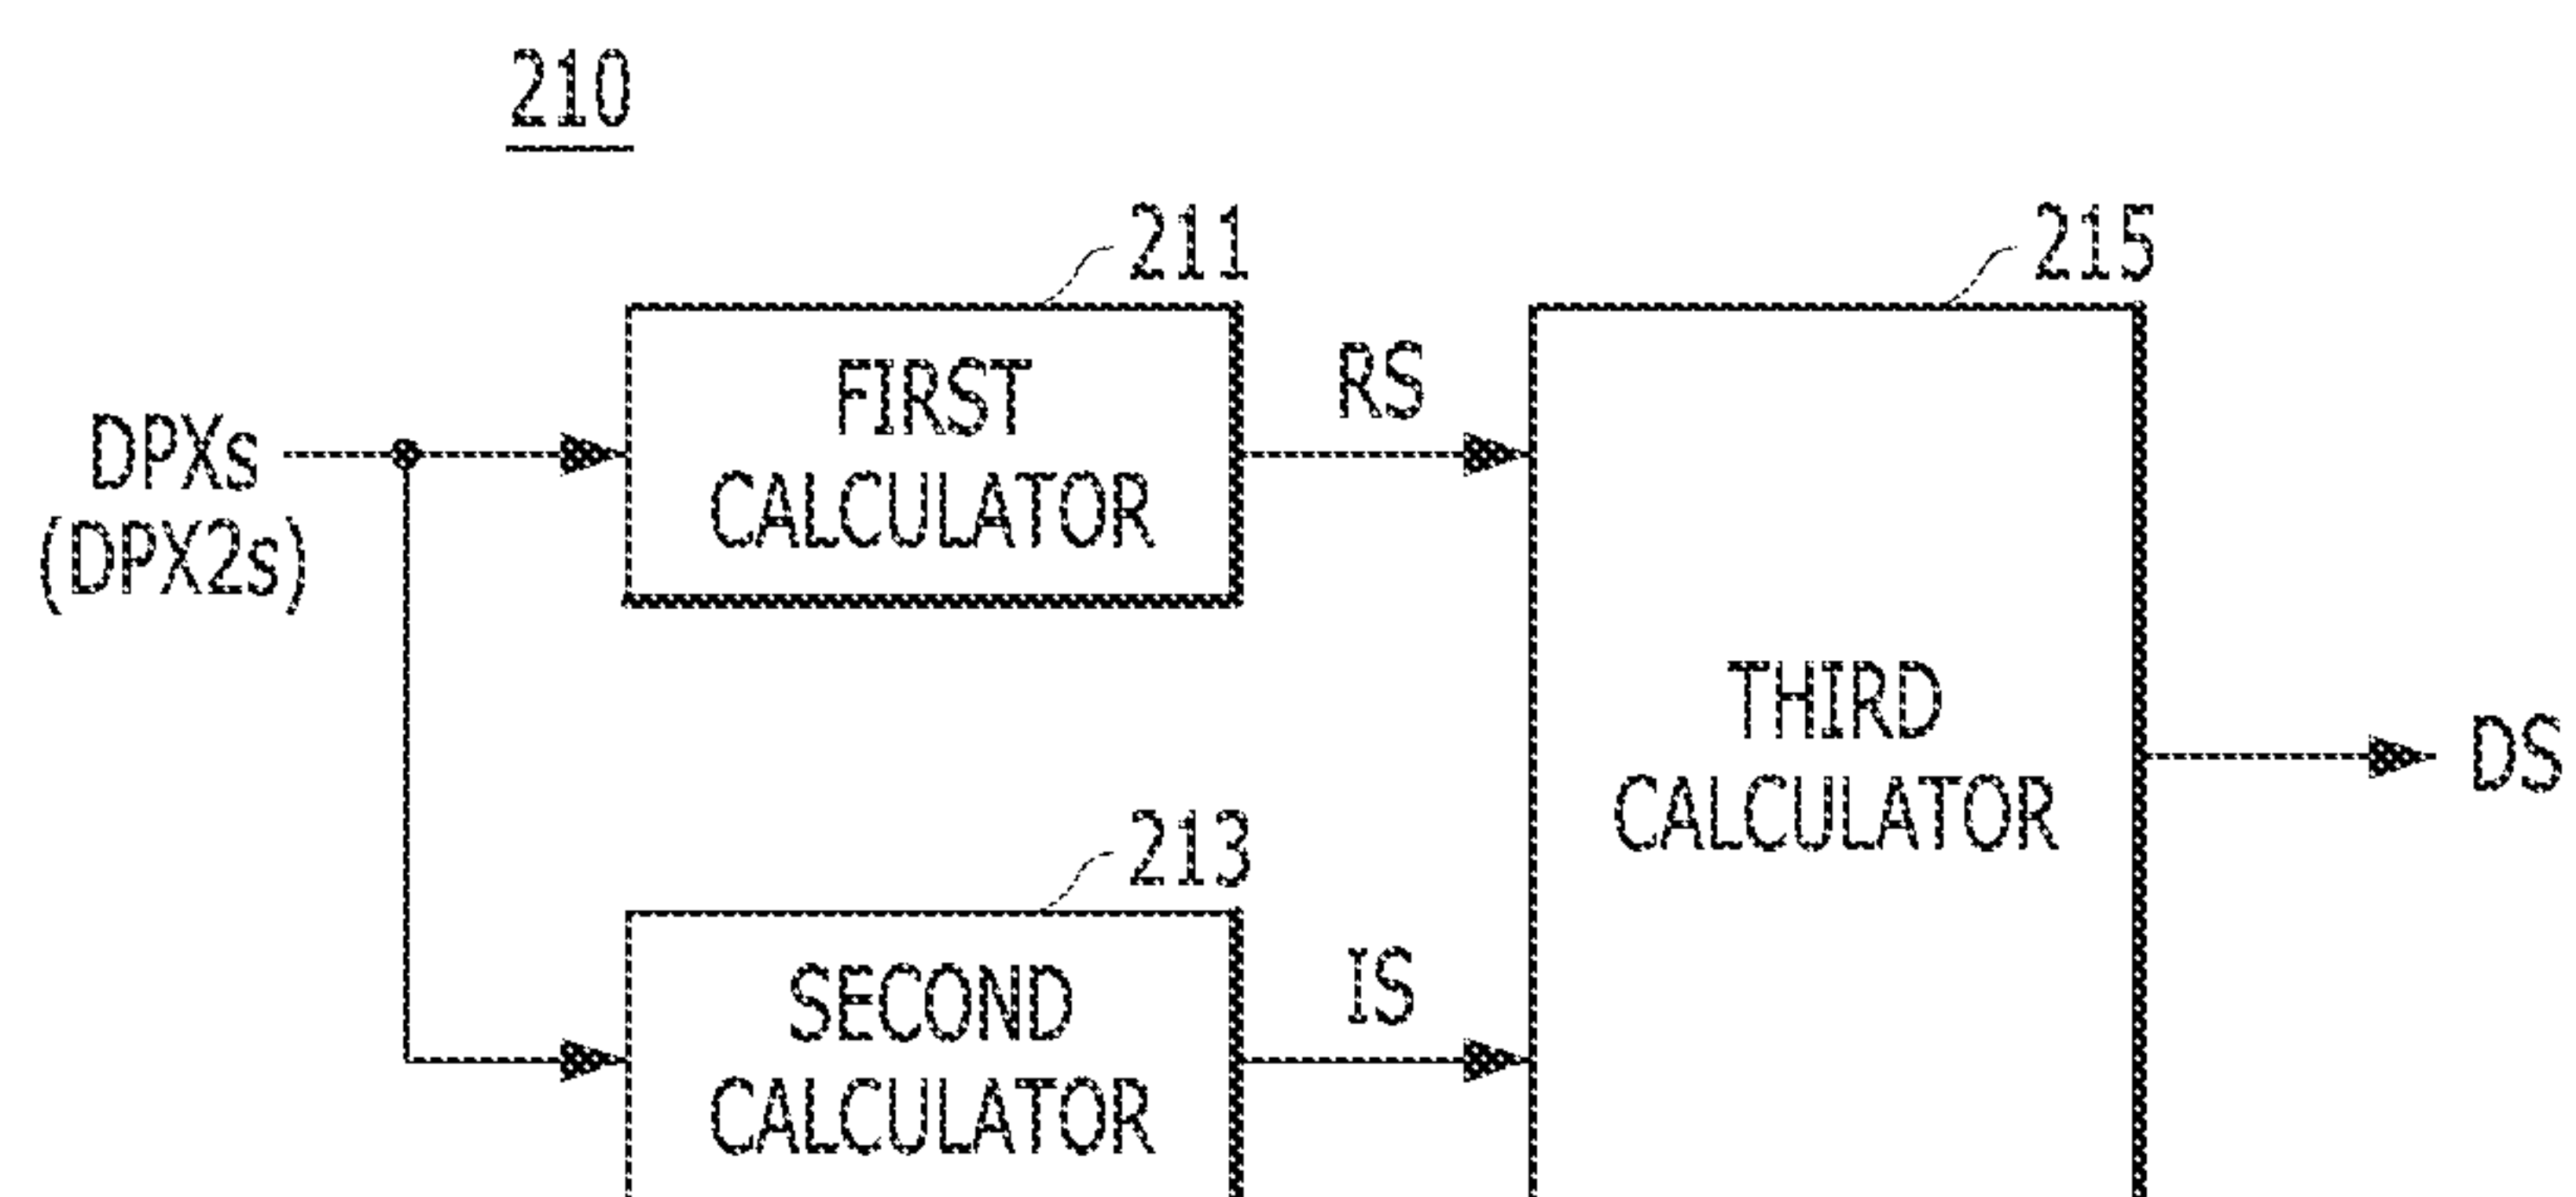 210
211
215
FIRST
CALCULATOR
RS
DPXs
(DPX2s)
THIRD
CALCULATOR
DS
213
SECOND
CALCULATOR
IS